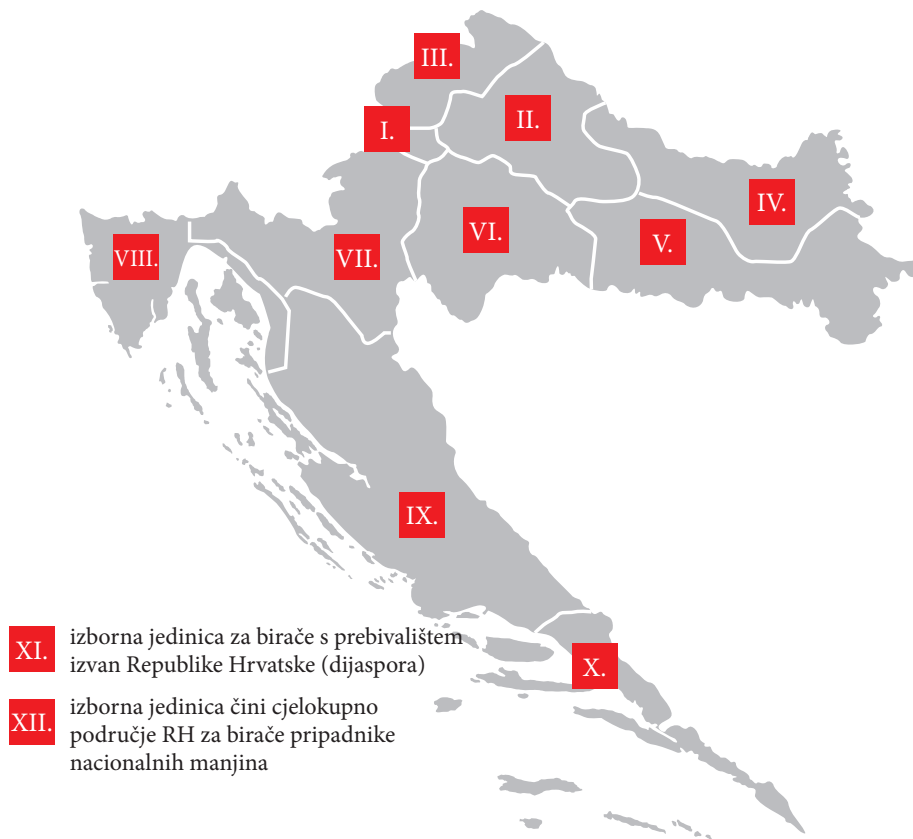 III.
I.
II.
IV.
VIII.
VII.
VI.
V.
IX.
X.
XI. izborna jedinica za birače s prebivalištem
izvan Republike Hrvatske (dijaspora)
XII. izborna jedinica čini cjelokupno
područje RH za birače pripadnike
nacionalnih manjina